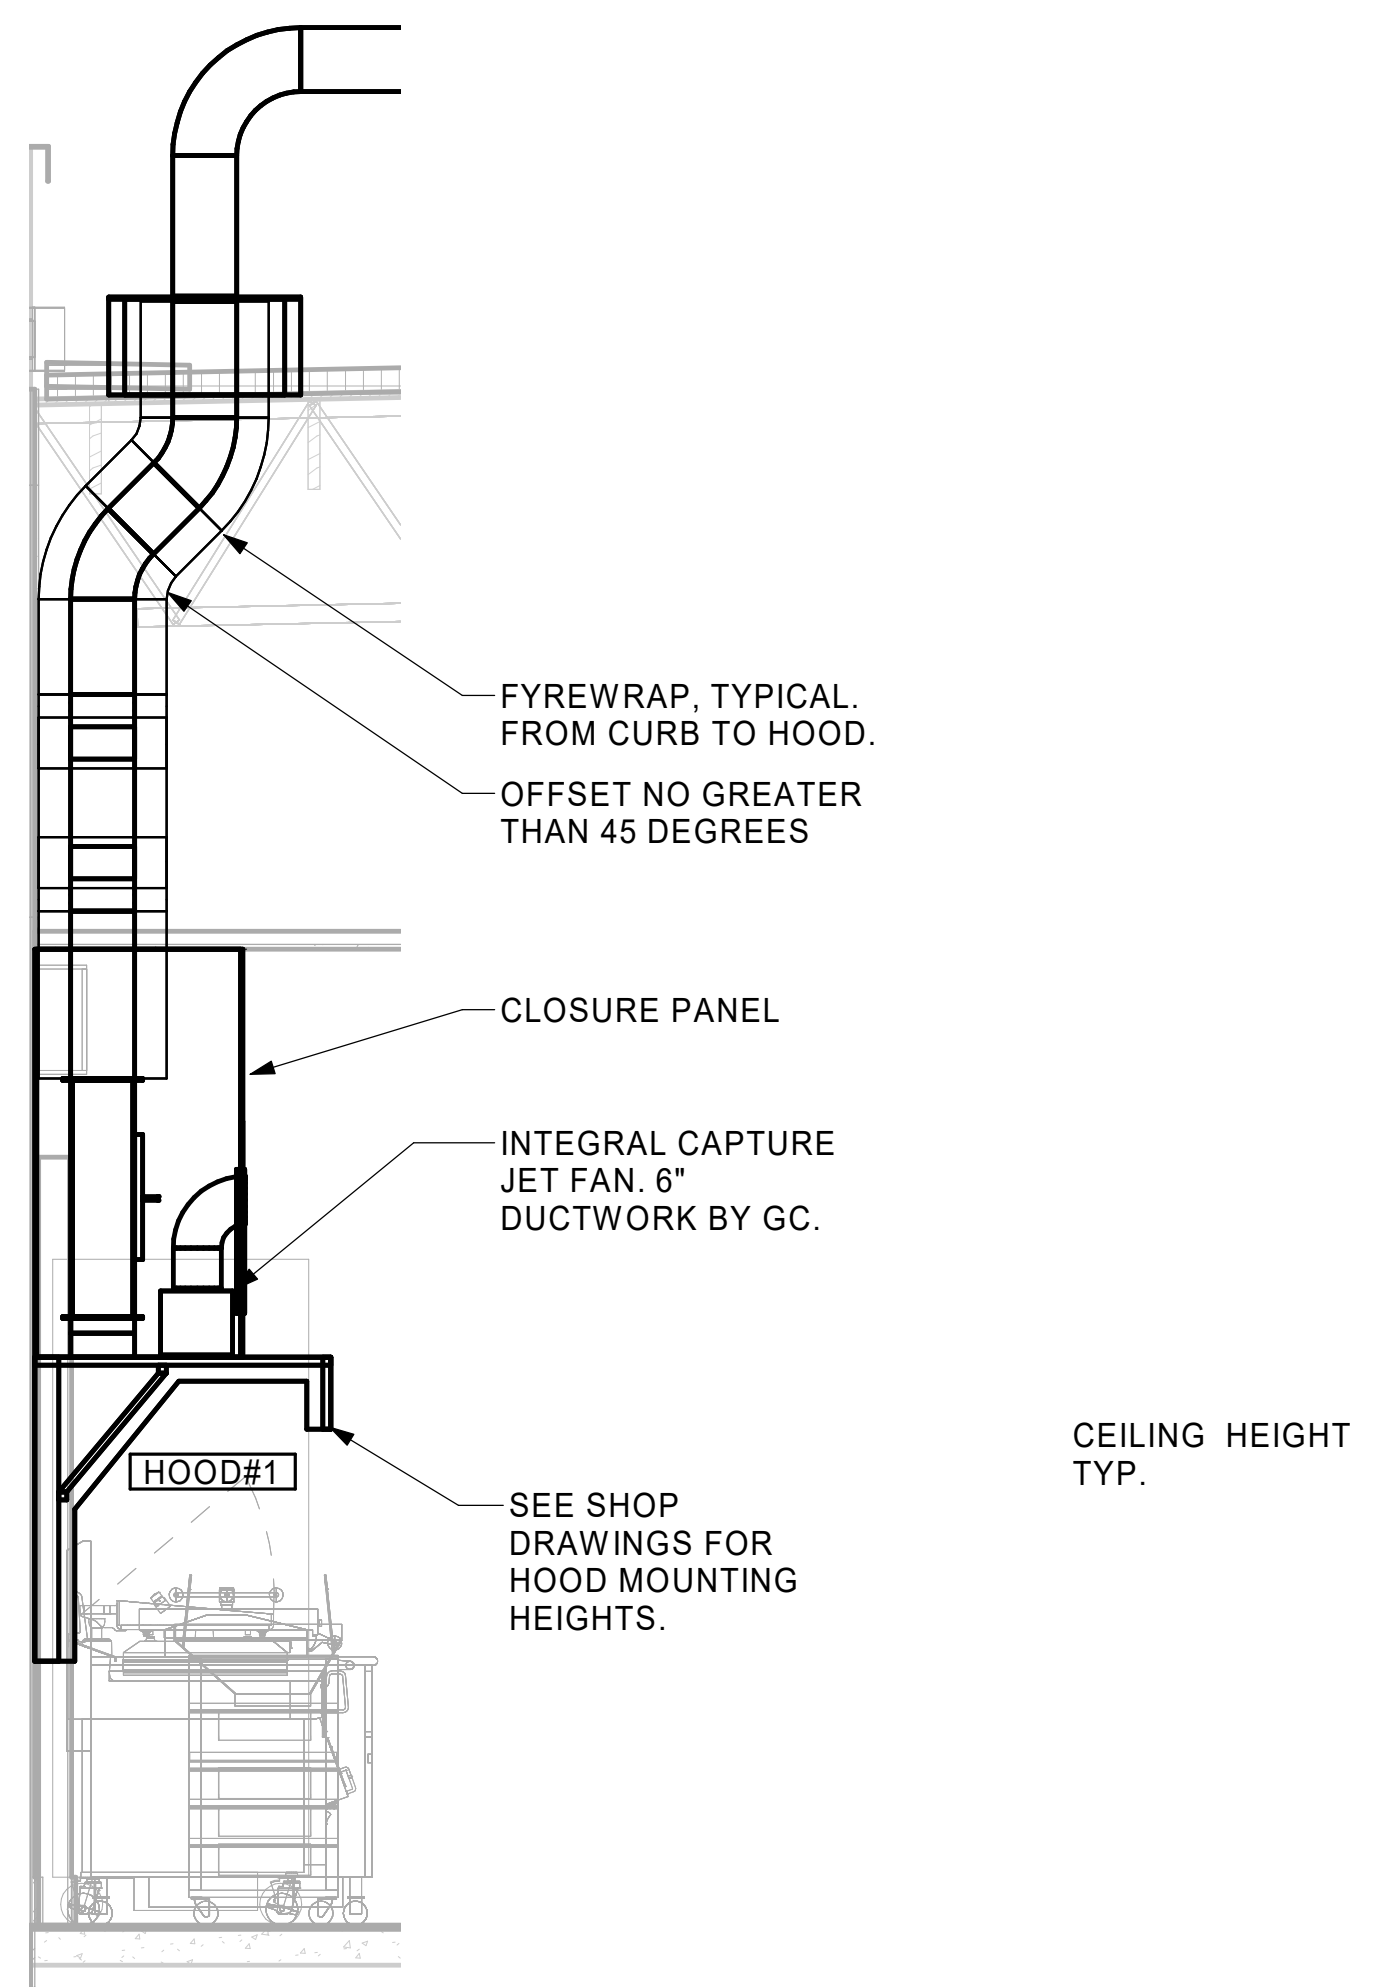 FYREWRAP, TYPICAL.
FROM CURB TO HOOD.
OFFSET NO GREATER
THAN 45 DEGREES
CLOSURE PANEL
INTEGRAL CAPTURE
JET FAN. 6"
DUCTWORK BY GC.
CEILING HEIGHT
TYP.
HOOD#1
SEE SHOP
DRAWINGS FOR
HOOD MOUNTING
HEIGHTS.